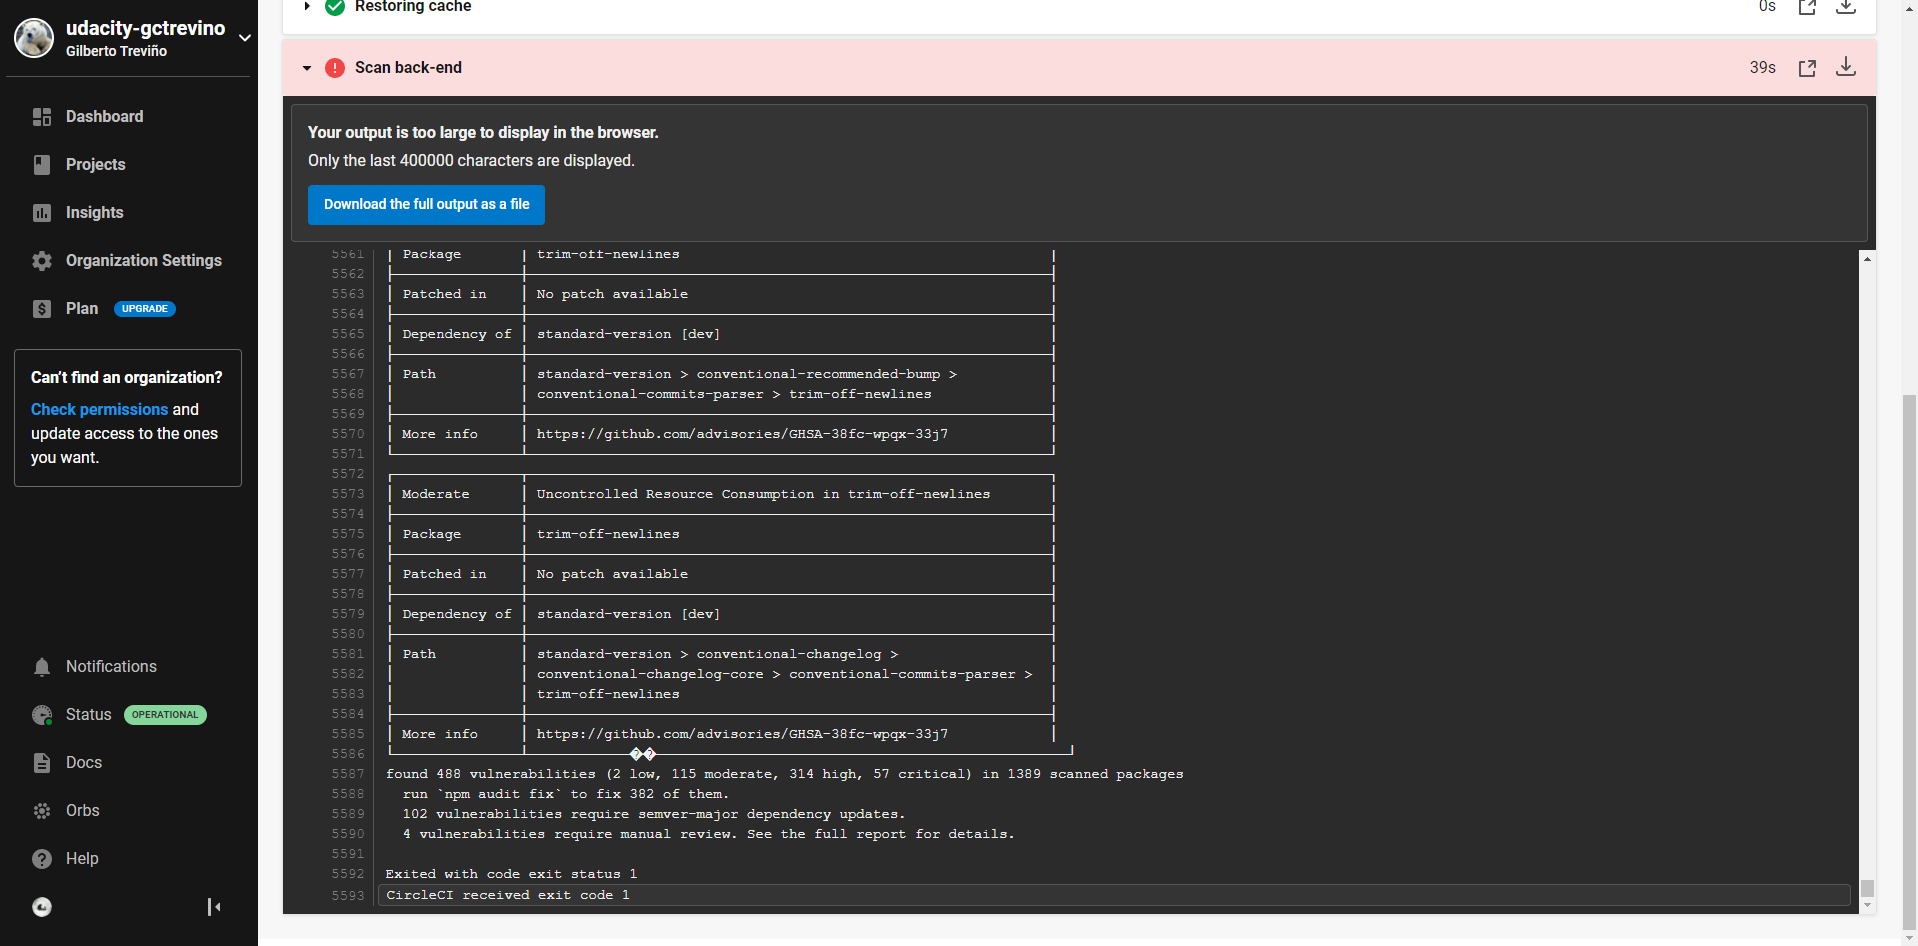 udacity-gctrevino
Gilberto Treviño
Dashboard
Projects
Insights
Organization Settings
Plan UPGRADE
Can't find an organization?
Check permissions and
update access to the ones
you want.
Notifications
Status OPERATIONAL
Docs
Orbs
Help
Restoring cache 0s
Scan back-end 39s
Your output is too large to display in the browser.
Only the last 400000 characters are displayed.
Download the full output as a file
5561 Package trim-off-newlines
5562
5563 Patched in No patch available
5564
5565 Dependency of standard-version [dev]
5566
5567 Path standard-version > conventional-recommended-bump >
5568 conventional-commits-parser > trim-off-newlines
5569
5570 More info https://github.com/advisories/GHSA-38fc-wpqx-33j7
5571
5572
5573 Moderate Uncontrolled Resource Consumption in trim-off-newlines
5574
5575 Package trim-off-newlines
5576
5577 Patched in No patch available
5578
5579 Dependency of standard-version [dev]
5580
5581 Path standard-version > conventional-changelog >
5582 conventional-changelog-core > conventional-commits-parser >
5583 trim-off-newlines
5584
5585 More info https://github.com/advisories/GHSA-38fc-wpqx-33j7
5586 ��
5587 found 488 vulnerabilities (2 low, 115 moderate, 314 high, 57 critical) in 1389 scanned packages
5588 run `npm audit fix` to fix 382 of them.
5589 102 vulnerabilities require semver-major dependency updates.
5590 4 vulnerabilities require manual review. See the full report for details.
5591
5592 Exited with code exit status 1
5593 CircleCI received exit code 1